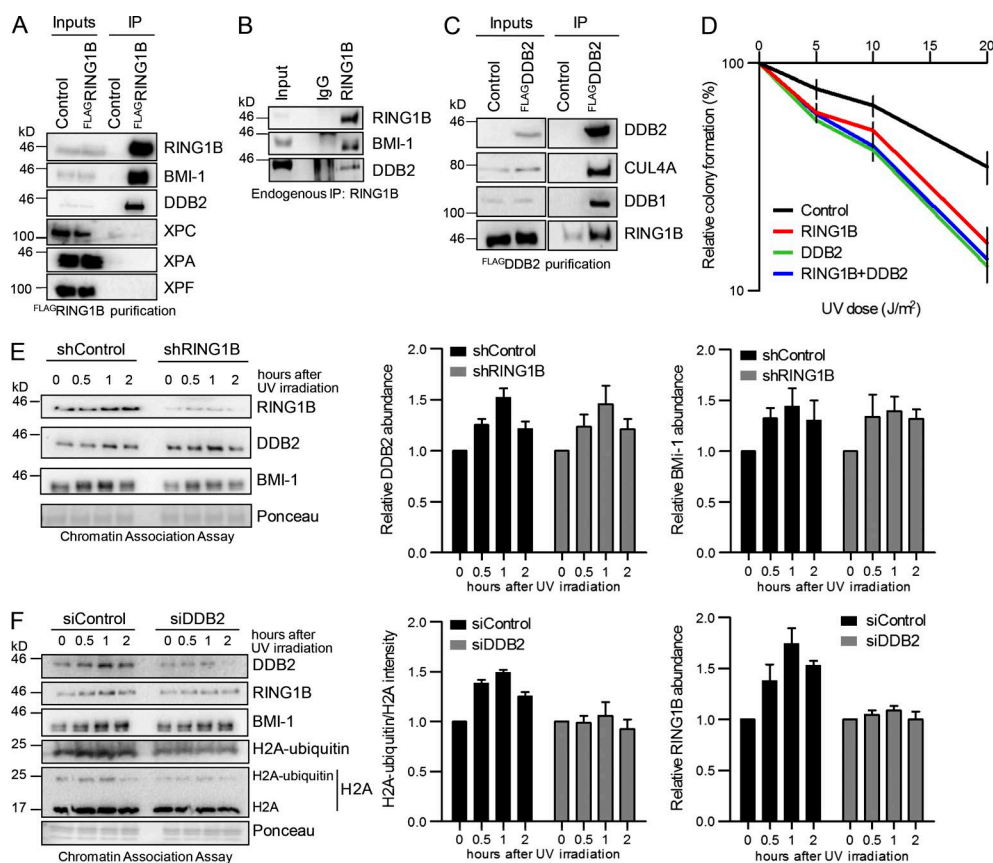 A
Inputs IP
Control
FLAGRING1B
Control
FLAGRING1B
kD
46
RING1B
46
BMI-1
46
DDB2
100
XPC
46
XPA
100
XPF
FLAGRING1B purification
B
Input
IgG
RING1B
kD
46
RING1B
46
BMI-1
46
DDB2
Endogenous IP: RING1B
C
Inputs IP
Control
FLAGDDB2
Control
FLAGDDB2
kD
46
DDB2
80
CUL4A
100
DDB1
46
RING1B
FLAGDDB2 purification
D
0 5 10 15 20
100
10
Relative colony formation (%)
Control
RING1B
DDB2
RING1B+DDB2
UV dose (J/m²)
E
shControl shRING1B
0 0.5 1 2 0 0.5 1 2
hours after
UV irradiation
kD
46
RING1B
46
DDB2
46
BMI-1
Ponceau
Chromatin Association Assay
Relative DDB2 abundance
2.0
1.5
1.0
0.5
0.0
shControl
shRING1B
0 0.5 1 2 0 0.5 1 2
hours after UV irradiation
Relative BMi-1 abundance
2.0
1.5
1.0
0.5
0.0
shControl
shRING1B
0 0.5 1 2 0 0.5 1 2
hours after UV irradiation
F
siControl siDDB2
0 0.5 1 2 0 0.5 1 2
hours after
UV irradiation
kD
46
DDB2
46
RING1B
46
BMI-1
25
H2A-ubiquitin
25
H2A-ubiquitin
H2A
17
H2A
Ponceau
Chromatin Association Assay
H2A-ubiquitin/H2A intensity
2.0
1.5
1.0
0.5
0.0
siControl
siDDB2
0 0.5 1 2 0 0.5 1 2
hours after UV irradiation
Relative RING1B abundance
2.0
1.5
1.0
0.5
0.0
siControl
siDDB2
0 0.5 1 2 0 0.5 1 2
hours after UV irradiation